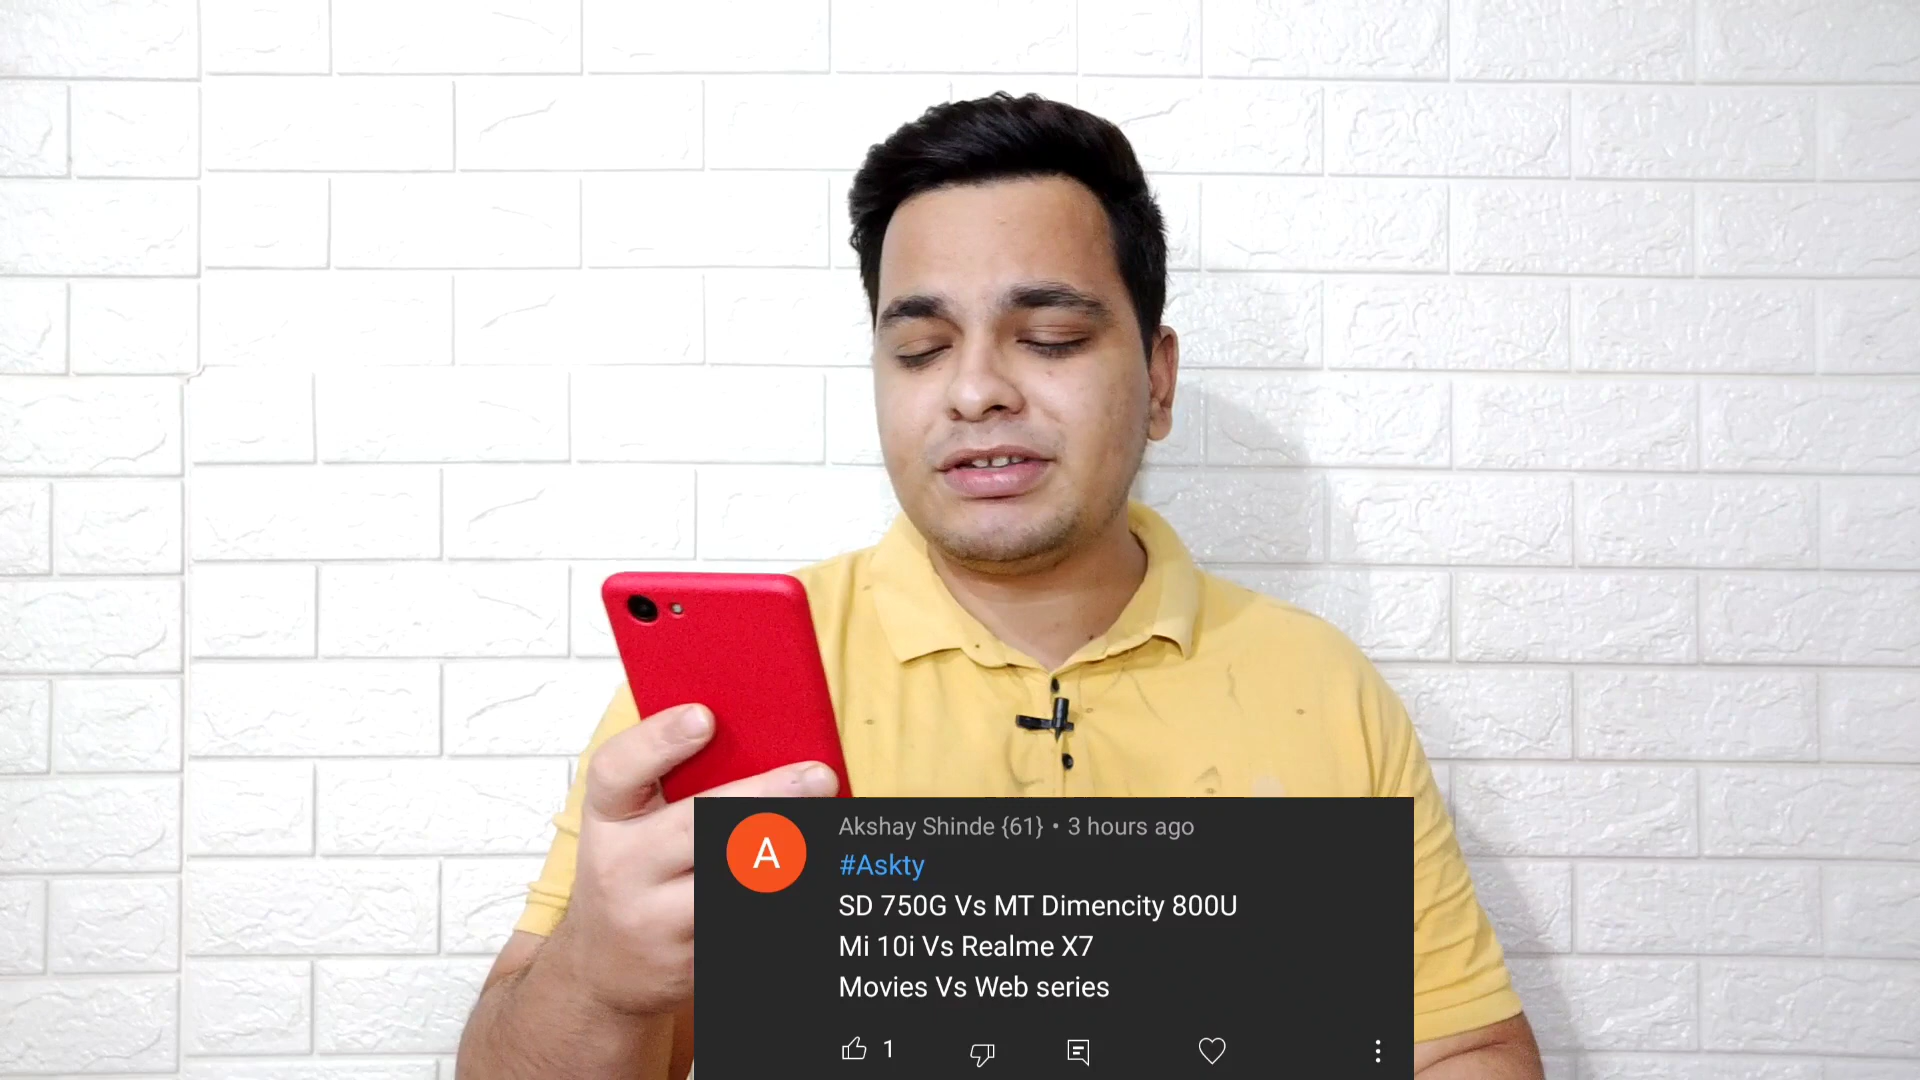 A
Akshay Shinde {61} • 3 hours ago
#Askty
SD 750G Vs MT Dimencity 800U
Mi 10i Vs Realme X7
Movies Vs Web series
1